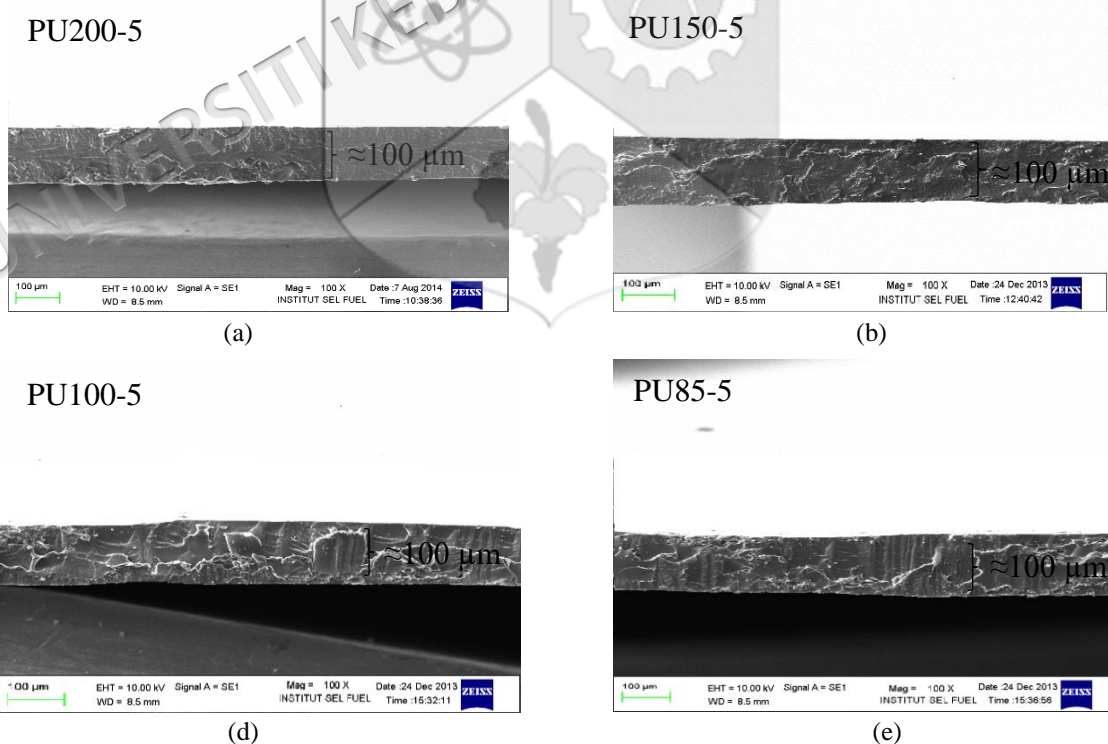 PU200-5
PU150-5
UNIVERSITI KEB
≈100 µm
≈100 µm
100 µm
EHT = 10.00 kV Signal A = SE1 Mag = 100 X Date :7 Aug 2014
WD = 8.5 mm INSTITUT SEL FUEL Time :10:38:36
ZEISS
100 µm
EHT = 10.00 kV Signal A = SE1 Mag = 100 X Date :24 Dec 2013
WD = 8.5 mm INSTITUT SEL FUEL Time :12:40:42
ZEISS
(a)
(b)
PU100-5
PU85-5
≈100 µm
≈100 µm
100 µm
EHT = 10.00 kV Signal A = SE1 Mag = 100 X Date :24 Dec 2013
WD = 8.5 mm INSTITUT SEL FUEL Time :15:32:11
ZEISS
100 µm
EHT = 10.00 kV Signal A = SE1 Mag = 100 X Date :24 Dec 2013
WD = 8.5 mm INSTITUT SEL FUEL Time :15:36:56
ZEISS
(d)
(e)